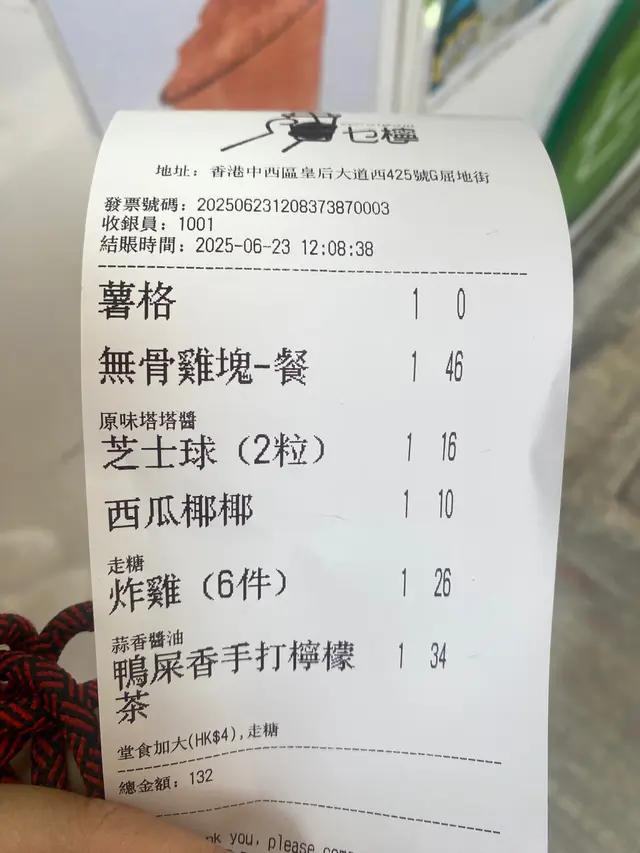 乜檸
地址: 香港中西區皇后大道西425號G屈地街
發票號碼: 202506231208373870003
收銀員: 1001
結賬時間: 2025-06-23 12:08:38
薯格 1 0
無骨雞塊-餐 1 46
原味塔塔醬
芝士球(2粒) 1 16
西瓜椰椰 1 10
走糖
炸雞(6件) 1 26
蒜香醬油
鴨屎香手打檸檬 1 34
茶
堂食加大(HK$4),走糖
總金額: 132
you, please